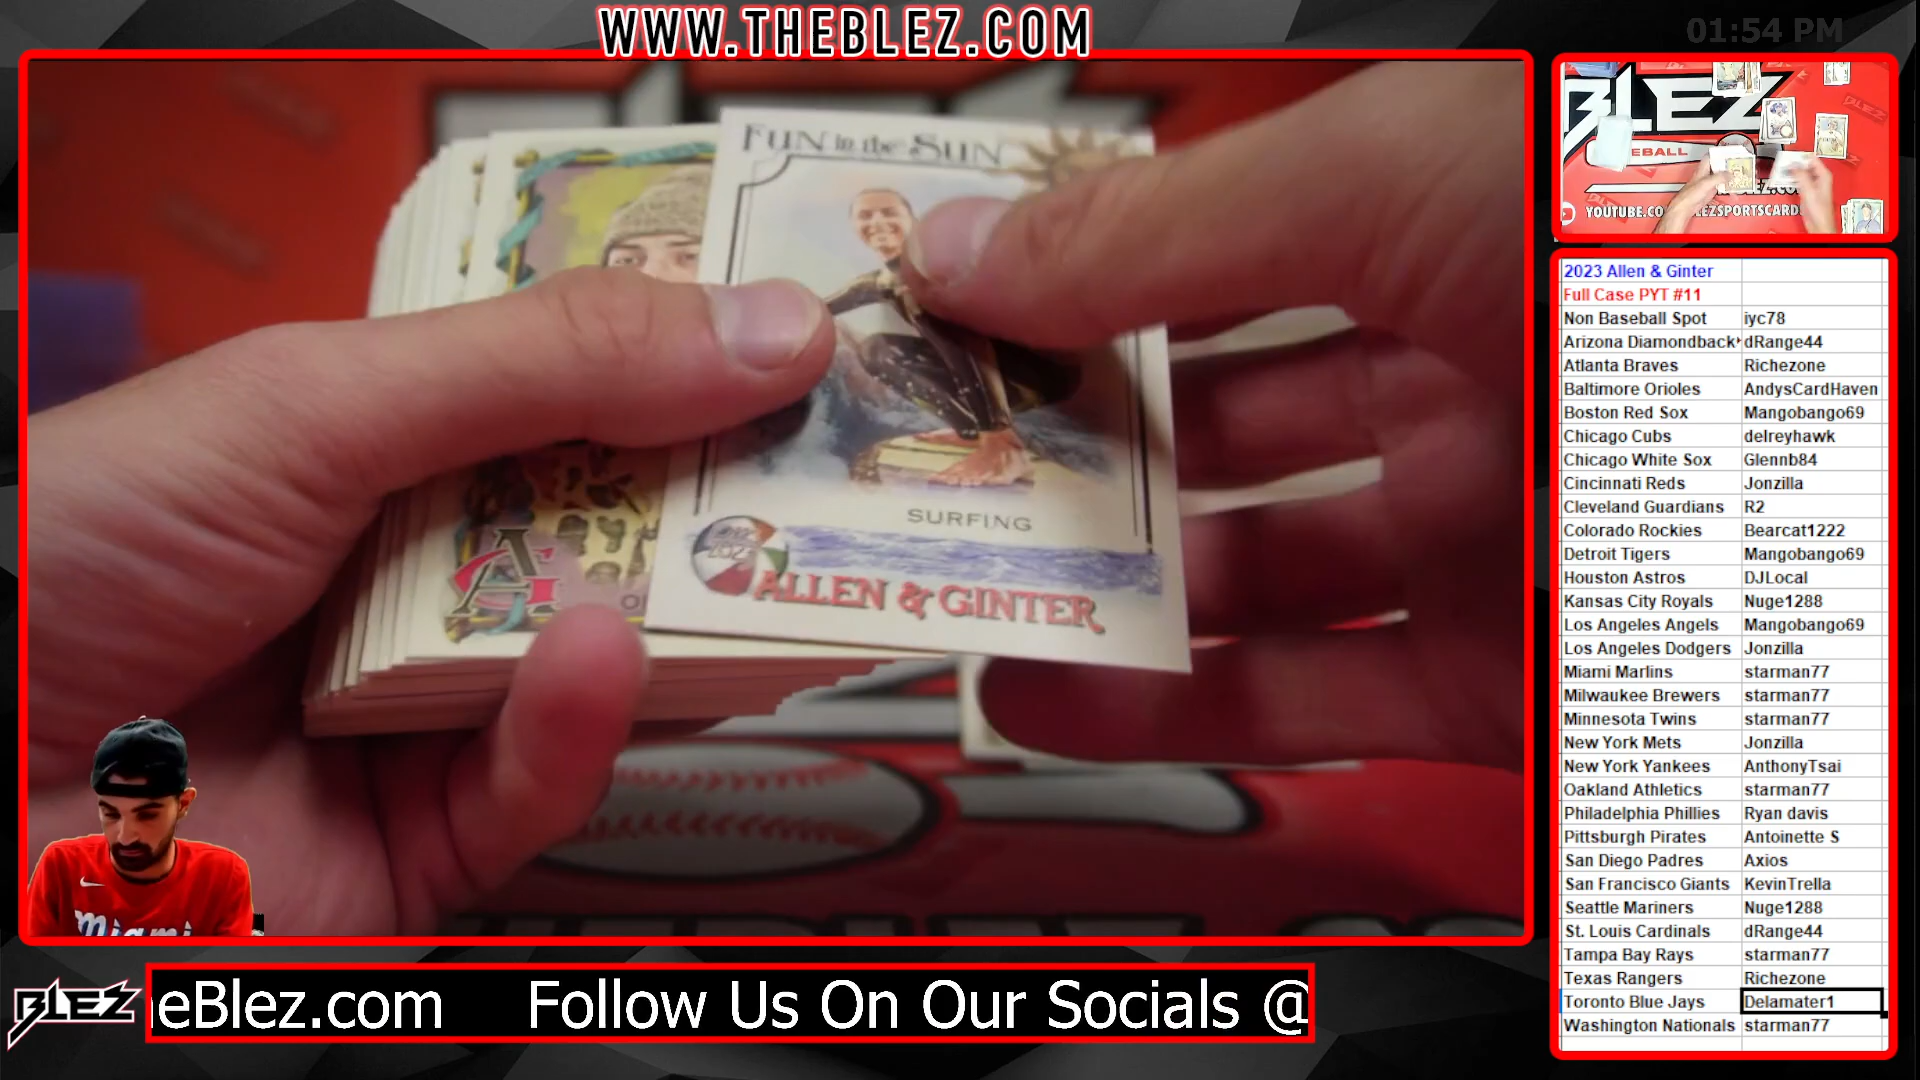 WWW.THEBLEZ.COM
01:54 PM
FUN in the SUN
SURFING
ALLEN & GINTER
BLEZ
BASEBALL
2023 Allen & Ginter
Full Case PYT #11
Non Baseball Spot iyc78
Arizona Diamondback dRange44
Atlanta Braves Richezone
Baltimore Orioles AndysCardHaven
Boston Red Sox Mangobango69
Chicago Cubs delreyhawk
Chicago White Sox Glennb84
Cincinnati Reds Jonzilla
Cleveland Guardians R2
Colorado Rockies Bearcat1222
Detroit Tigers Mangobango69
Houston Astros DJLocal
Kansas City Royals Nuge1288
Los Angeles Angels Mangobango69
Los Angeles Dodgers Jonzilla
Miami Marlins starman77
Milwaukee Brewers starman77
Minnesota Twins starman77
New York Mets Jonzilla
New York Yankees AnthonyTsai
Oakland Athletics starman77
Philadelphia Phillies Ryan davis
Pittsburgh Pirates Antoinette S
San Diego Padres Axios
San Francisco Giants KevinTrella
Seattle Mariners Nuge1288
St. Louis Cardinals dRange44
Tampa Bay Rays starman77
Texas Rangers Richezone
Toronto Blue Jays Delamater1
Washington Nationals starman77
Miami
BLEZ
eBlez.com Follow Us On Our Socials @